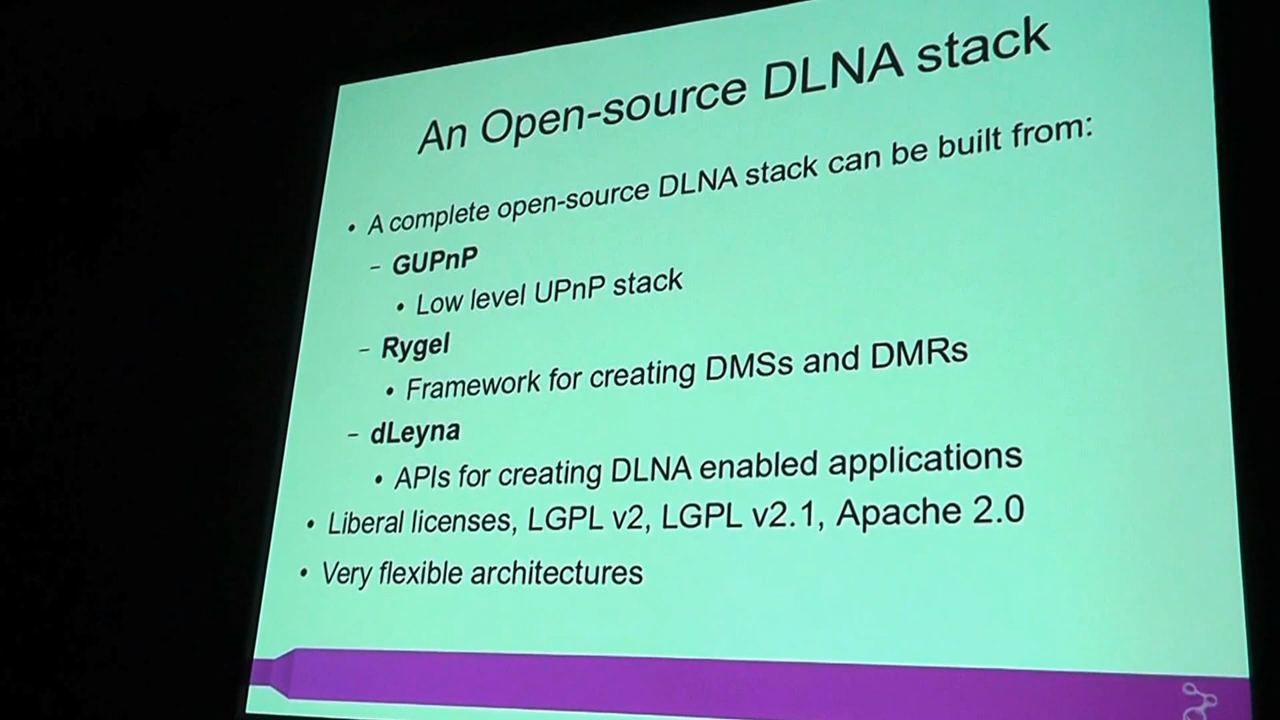 An Open-source DLNA stack
• A complete open-source DLNA stack can be built from:
– GUPnP
• Low level UPnP stack
– Rygel
• Framework for creating DMSs and DMRs
– dLeyna
• APIs for creating DLNA enabled applications
• Liberal licenses, LGPL v2, LGPL v2.1, Apache 2.0
• Very flexible architectures